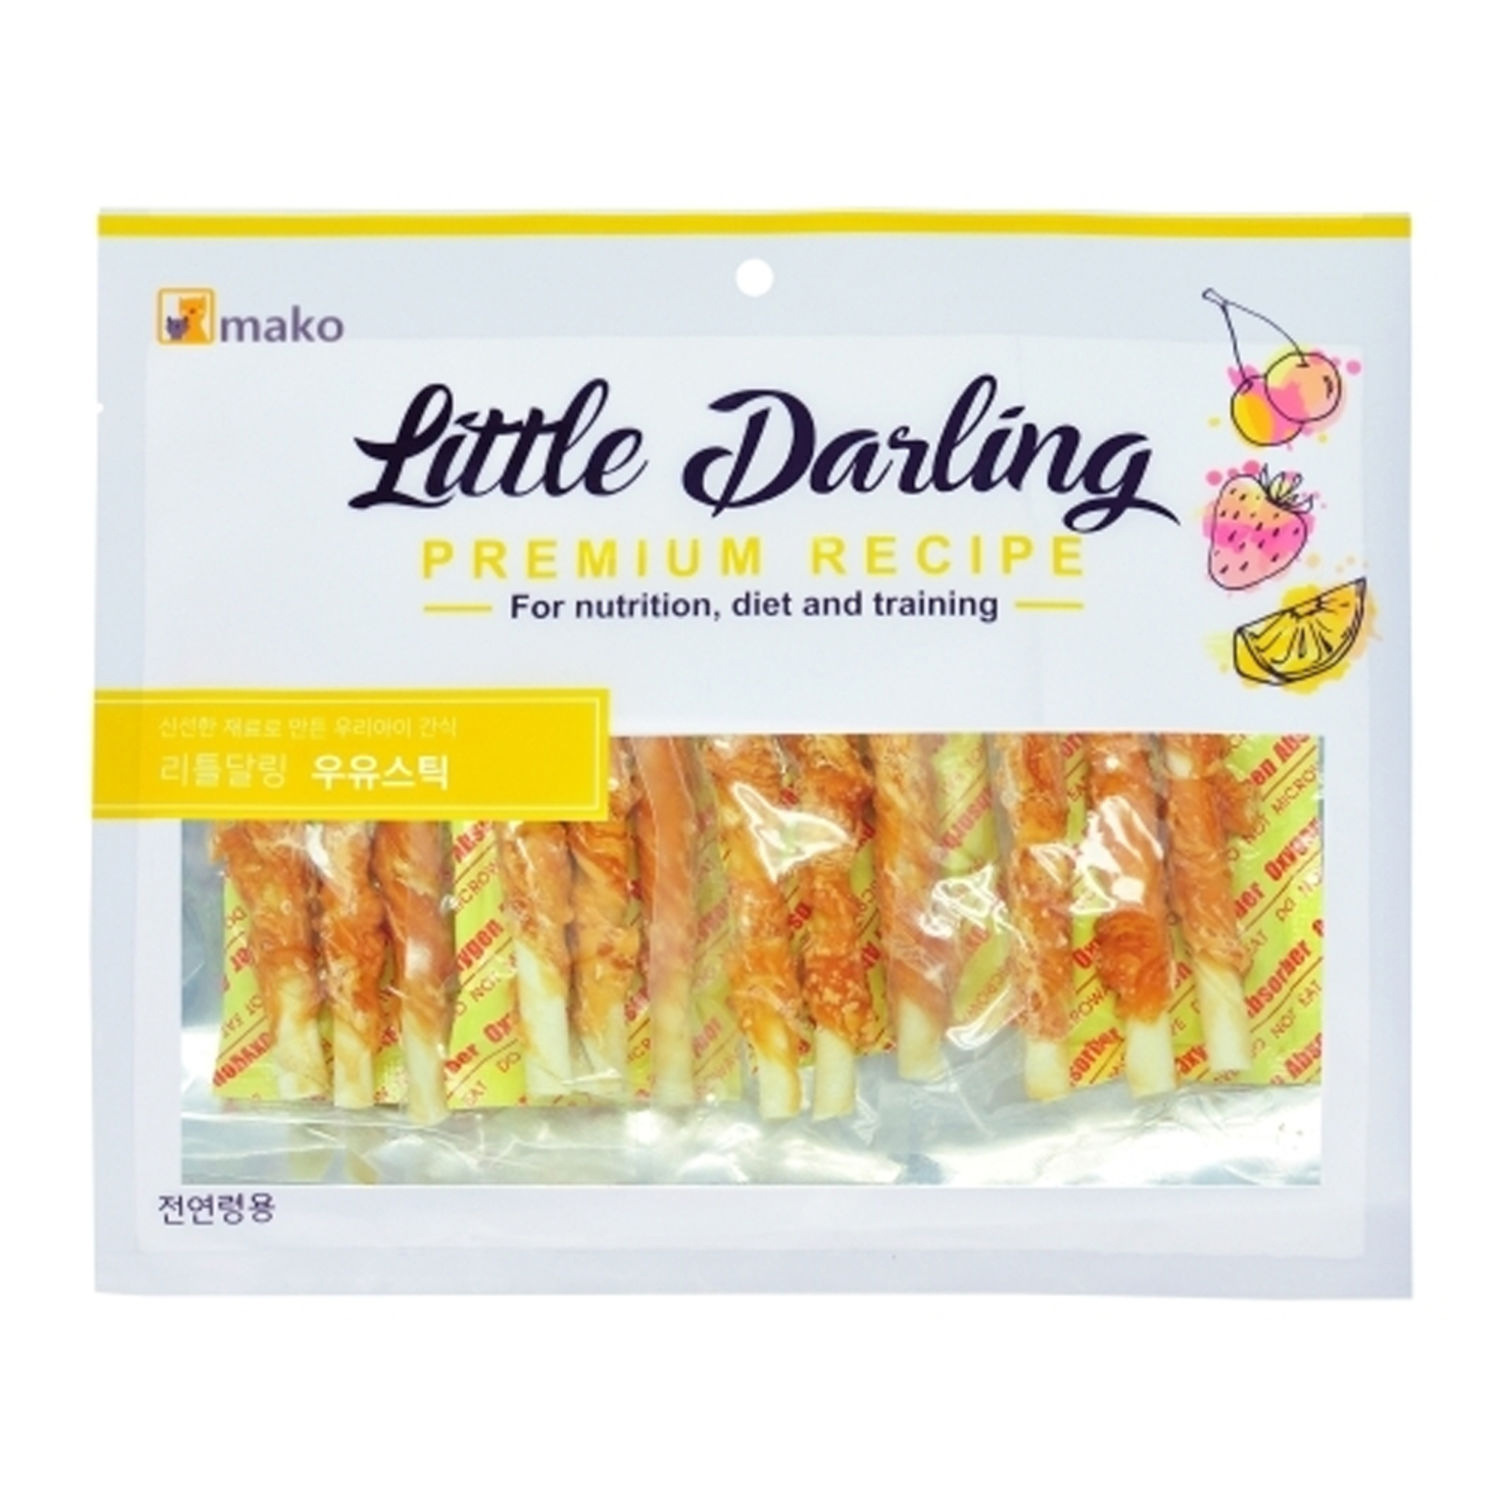 mako
Little Darling
PREMIUM RECIPE
For nutrition, diet and training
신선한 재료로 만든 우리아이 간식
리틀달링 우유스틱
전연령용